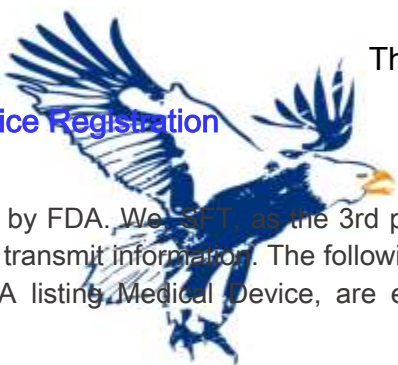 Th
ice Registration
by FDA. We, SFT, as the 3rd p
transmit information. The followi
A listing Medical Device, are e